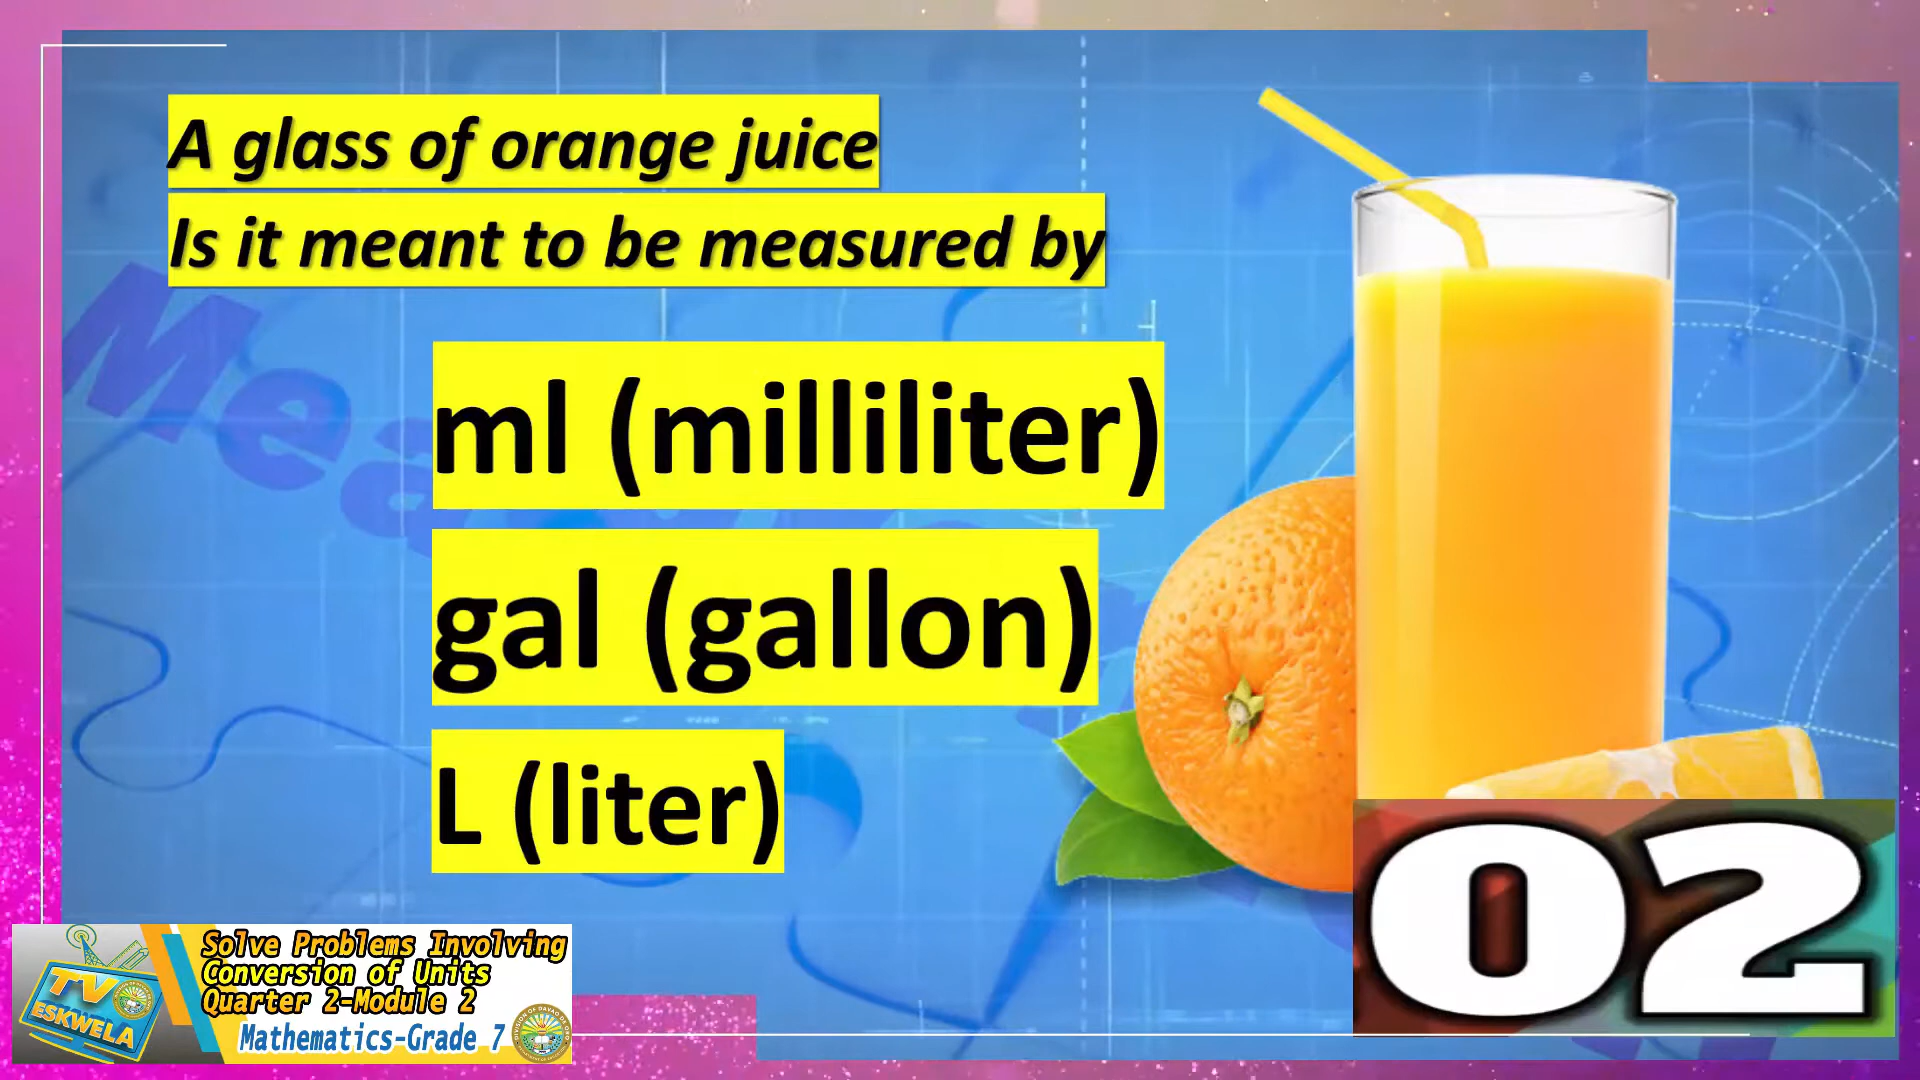 A glass of orange juice
Is it meant to be measured by
ml (milliliter)
gal (gallon)
L (liter)
02
TV
ESKWELA
Solve Problems Involving
Conversion of Units
Quarter 2-Module 2
Mathematics-Grade 7